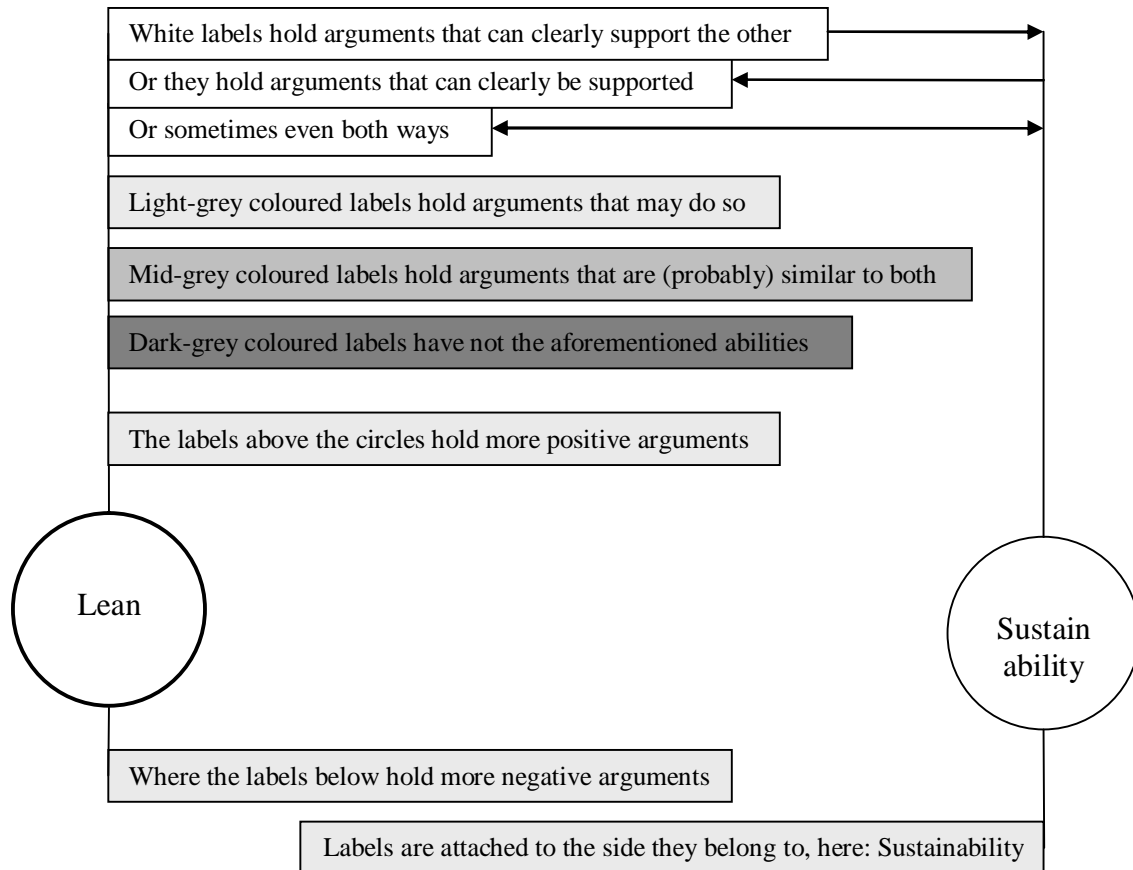 White labels hold arguments that can clearly support the other
Or they hold arguments that can clearly be supported
Or sometimes even both ways
Light-grey coloured labels hold arguments that may do so
Mid-grey coloured labels hold arguments that are (probably) similar to both
Dark-grey coloured labels have not the aforementioned abilities
The labels above the circles hold more positive arguments
Lean
Sustain
ability
Where the labels below hold more negative arguments
Labels are attached to the side they belong to, here: Sustainability